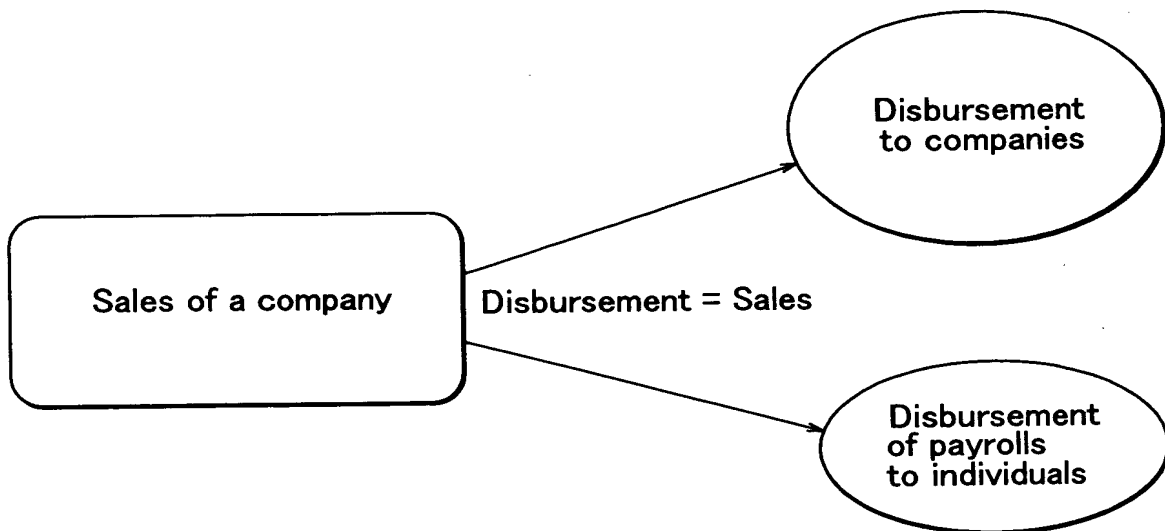 Disbursement
to companies
Sales of a company
Disbursement = Sales
Disbursement
of payrolls
to individuals